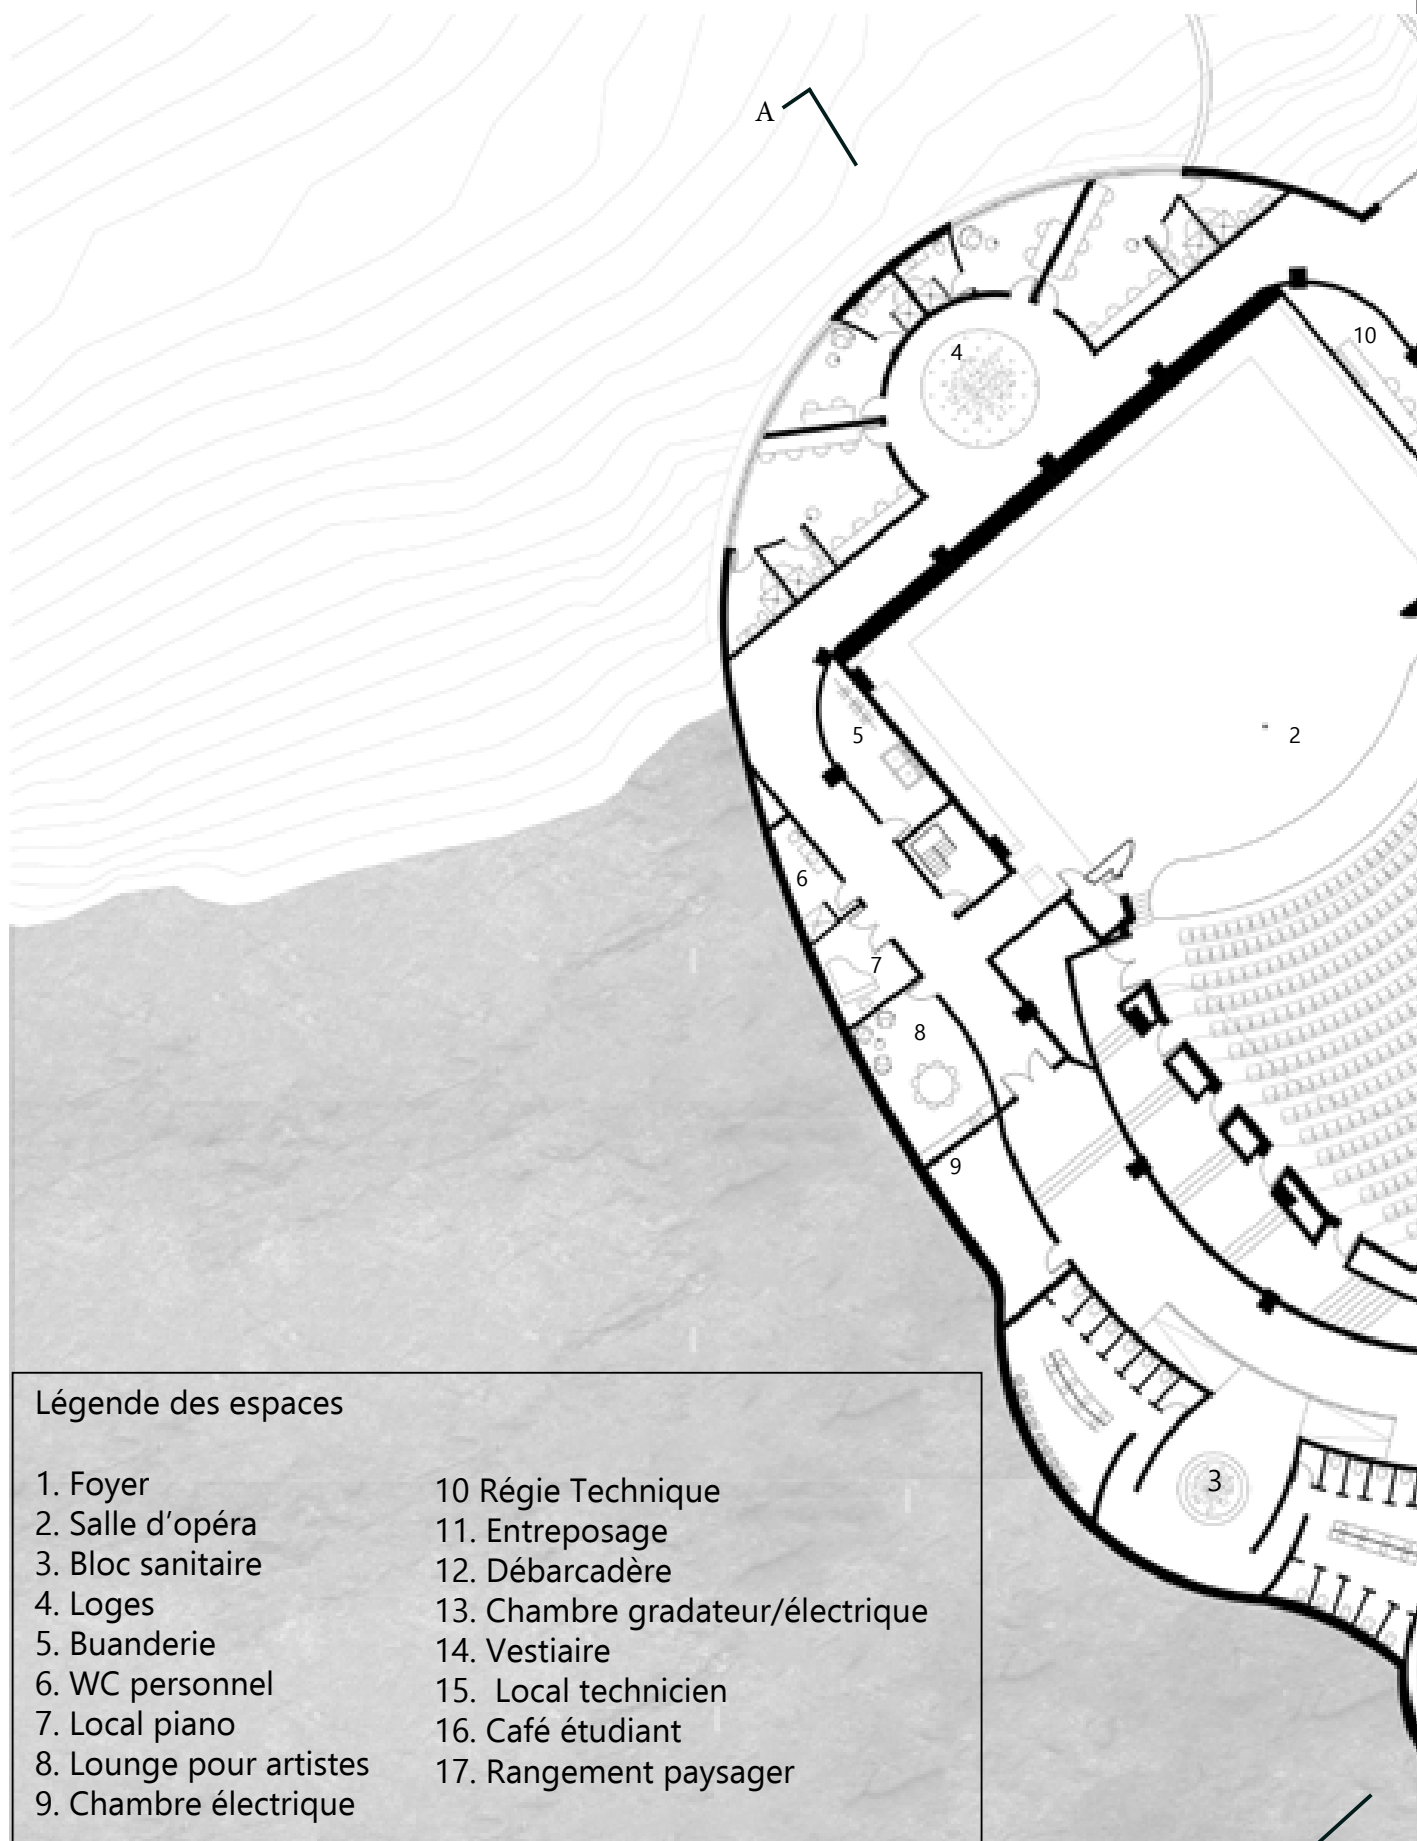 A
4
10
5
2
6
7
8
9
3
Légende des espaces
1. Foyer
2. Salle d’opéra
3. Bloc sanitaire
4. Loges
5. Buanderie
6. WC personnel
7. Local piano
8. Lounge pour artistes
9. Chambre électrique
10 Régie Technique
11. Entreposage
12. Débarcadère
13. Chambre gradateur/électrique
14. Vestiaire
15. Local technicien
16. Café étudiant
17. Rangement paysager